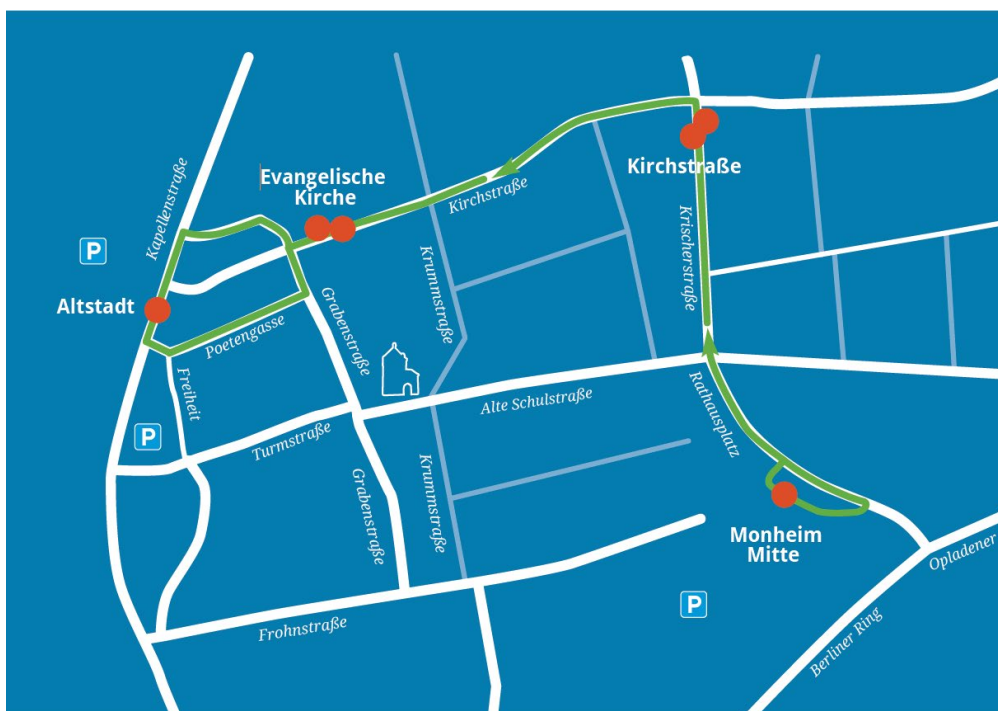 Kapellenstraße
Evangelische
Kirche
Kirchstraße
Kirchstraße
Krischerstraße
P
Altstadt
Poetengasse
Grabenstraße
Krummstraße
Freiheit
P
Turmstraße
Alte Schulstraße
Rathausplatz
Grabenstraße
Krummstraße
Monheim
Mitte
Opladener
P
Frohnstraße
Berliner Ring